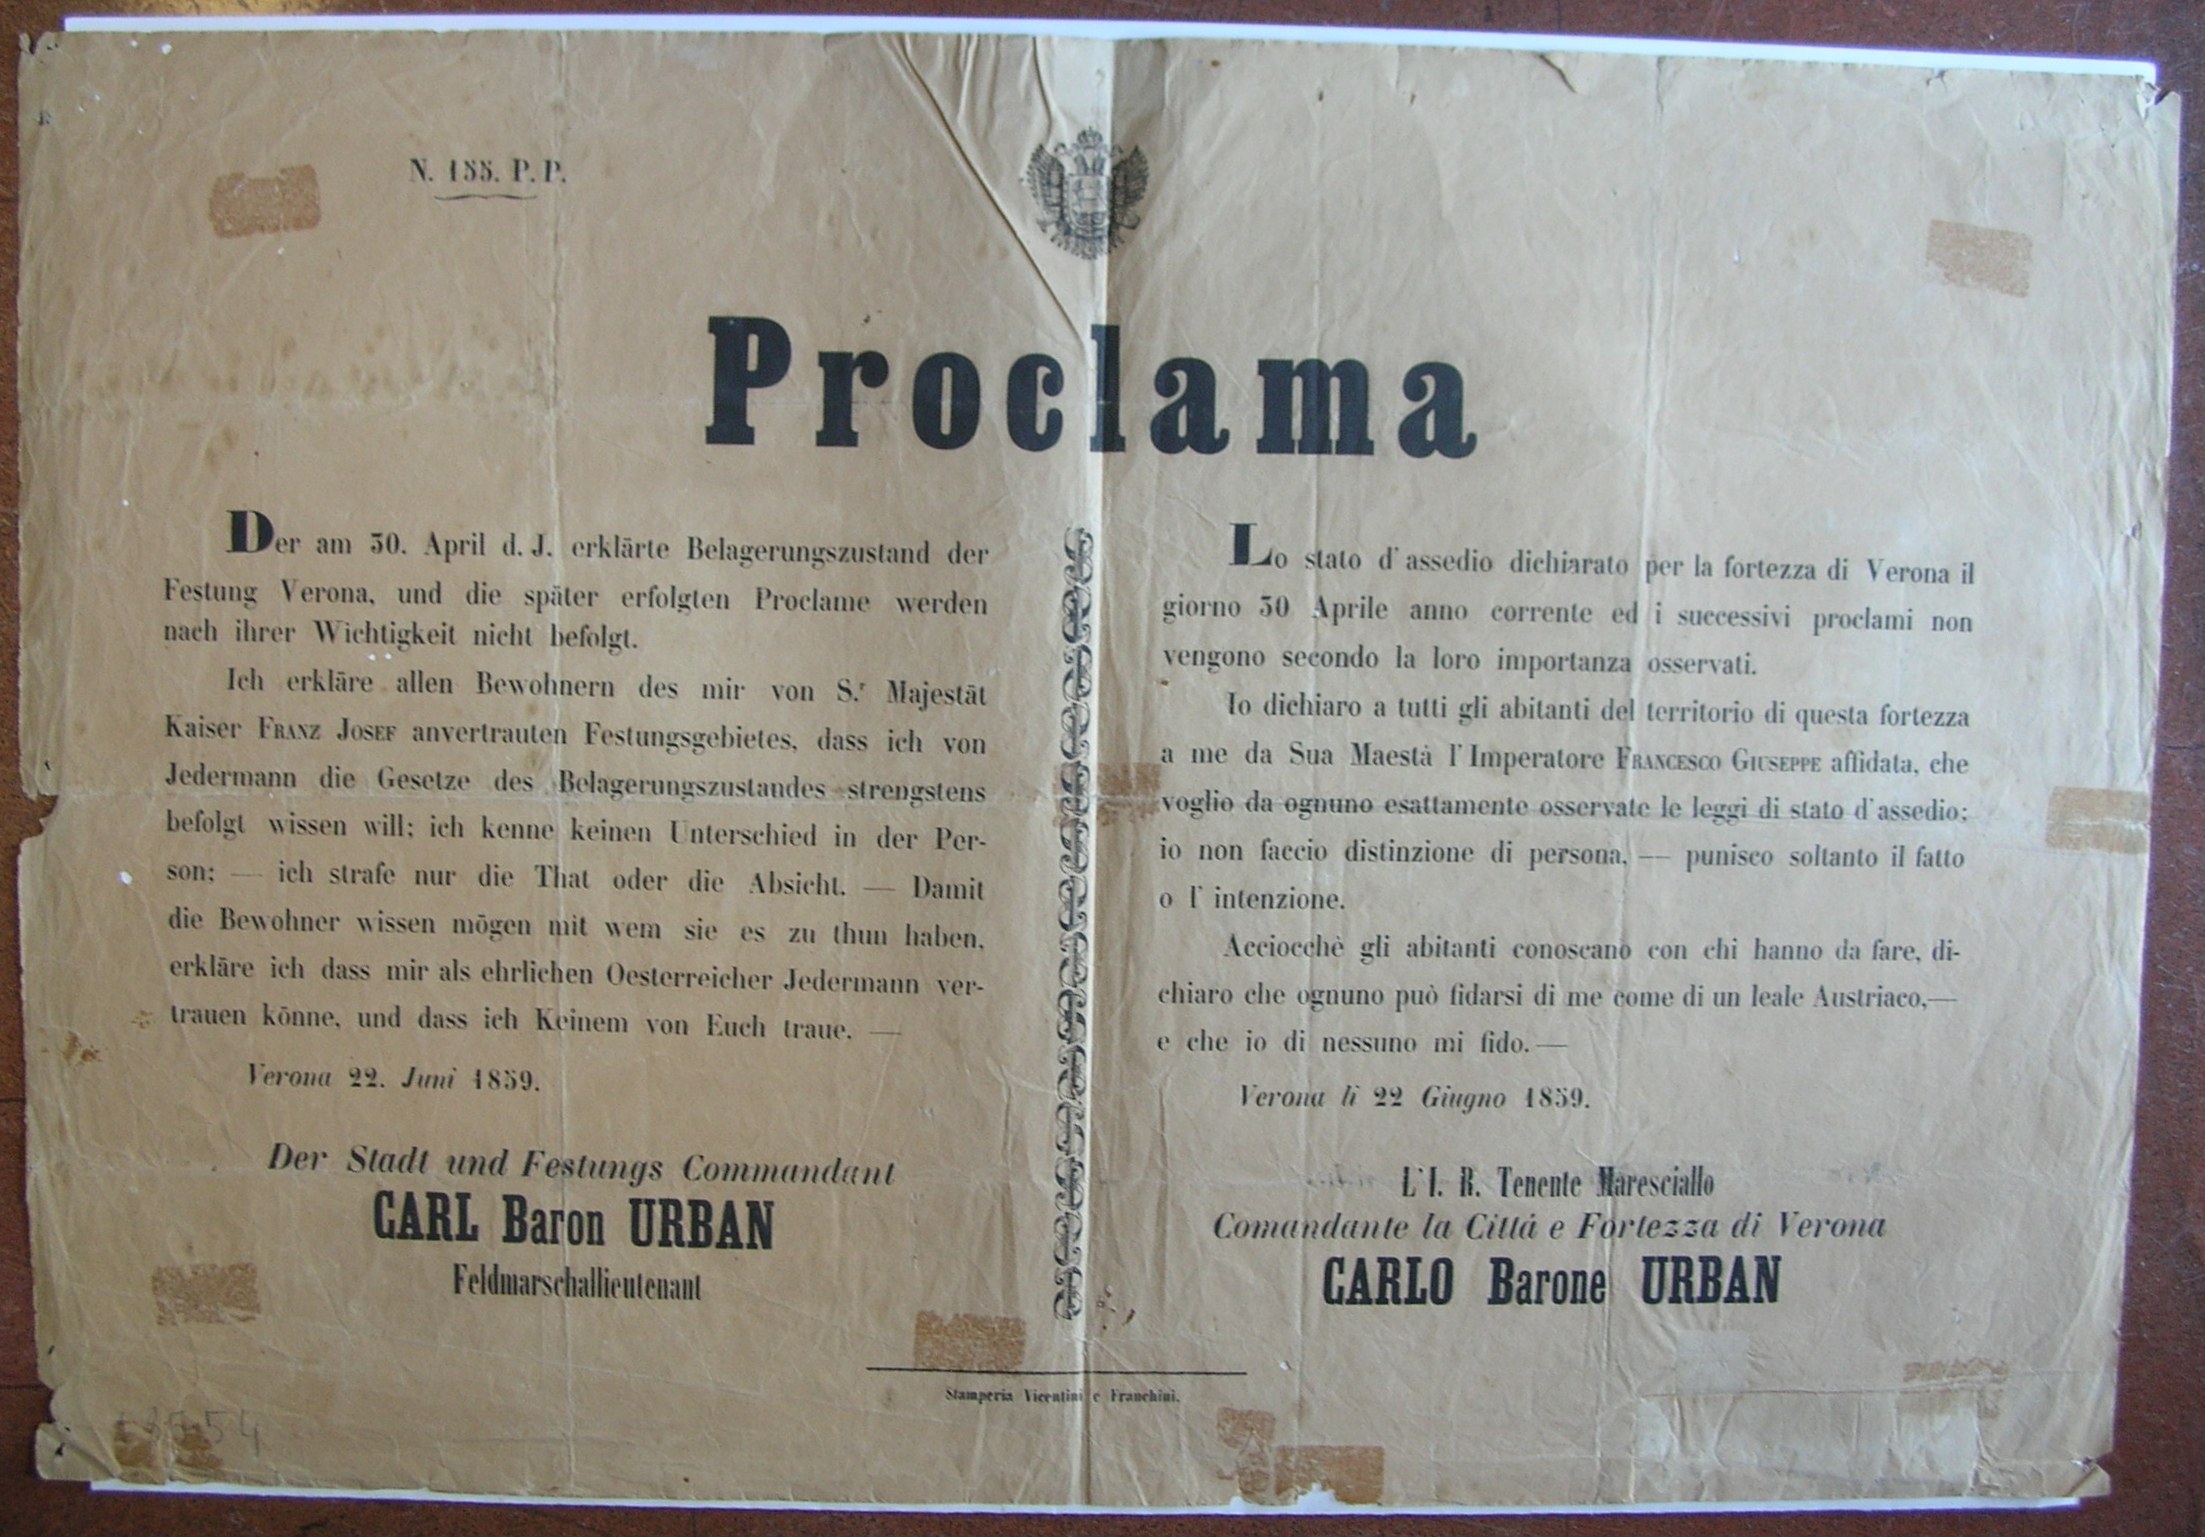 N. 155. P. P.
Proclama
Der am 30. April d. J. erklärte Belagerungszustand der
Festung Verona, und die später erfolgten Proclame werden
nach ihrer Wichtigkeit nicht befolgt.
Ich erkläre allen Bewohnern des mir von S.r Majestät
Kaiser Franz Josef anvertrauten Festungsgebietes, dass ich von
Jedermann die Gesetze des Belagerungszustandes strengstens
befolgt wissen will; ich kenne keinen Unterschied in der Per-
son; — ich strafe nur die That oder die Absicht. — Damit
die Bewohner wissen mögen mit wem sie es zu thun haben,
erkläre ich dass mir als ehrlichen Oesterreicher Jedermann ver-
trauen könne, und dass ich Keinem von Euch traue. —
Verona 22. Juni 1859.
Der Stadt und Festungs Commandant
CARL Baron URBAN
Feldmarschallieutenant
Lo stato d'assedio dichiarato per la fortezza di Verona il
giorno 30 Aprile anno corrente ed i successivi proclami non
vengono secondo la loro importanza osservati.
Io dichiaro a tutti gli abitanti del territorio di questa fortezza
a me da Sua Maestà l'Imperatore Francesco Giuseppe affidata, che
voglio da ognuno esattamente osservate le leggi di stato d'assedio;
io non faccio distinzione di persona, — punisco soltanto il fatto
o l'intenzione.
Acciocchè gli abitanti conoscano con chi hanno da fare, di-
chiaro che ognuno può fidarsi di me come di un leale Austriaco,—
e che io di nessuno mi fido.—
Verona lì 22 Giugno 1859.
L'I. R. Tenente Maresciallo
Comandante la Città e Fortezza di Verona
CARLO Barone URBAN
Stamperia Vicentini e Franchini.